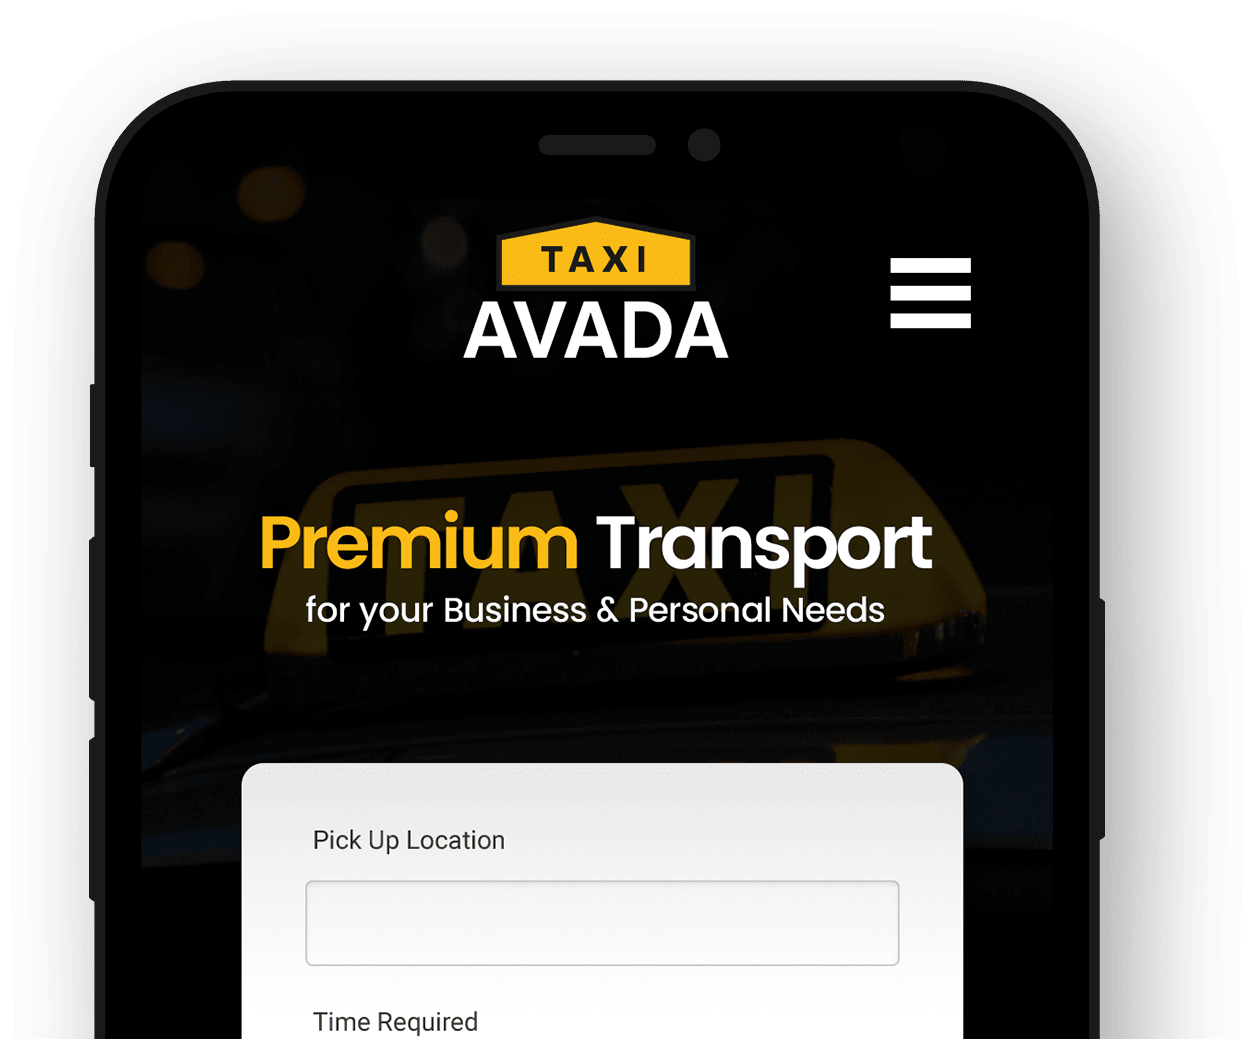 TAXI
AVADA
TAXI
Premium Transport
for your Business & Personal Needs
Pick Up Location
Time Required